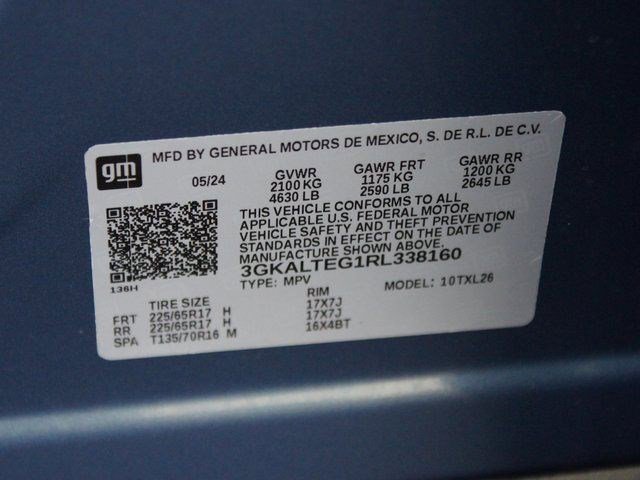 gm MFD BY GENERAL MOTORS DE MEXICO, S. DE R.L. DE C.V.
05/24 GVWR GAWR FRT GAWR RR
2100 KG 1175 KG 1200 KG
4630 LB 2590 LB 2645 LB
THIS VEHICLE CONFORMS TO ALL
APPLICABLE U.S. FEDERAL MOTOR
VEHICLE SAFETY AND THEFT PREVENTION
STANDARDS IN EFFECT ON THE DATE OF
MANUFACTURE SHOWN ABOVE.
3GKALTEG1RL338160
136H TYPE: MPV MODEL: 10TXL26
TIRE SIZE RIM
FRT 225/65R17 H 17X7J
RR 225/65R17 H 17X7J
SPA T135/70R16 M 16X4BT